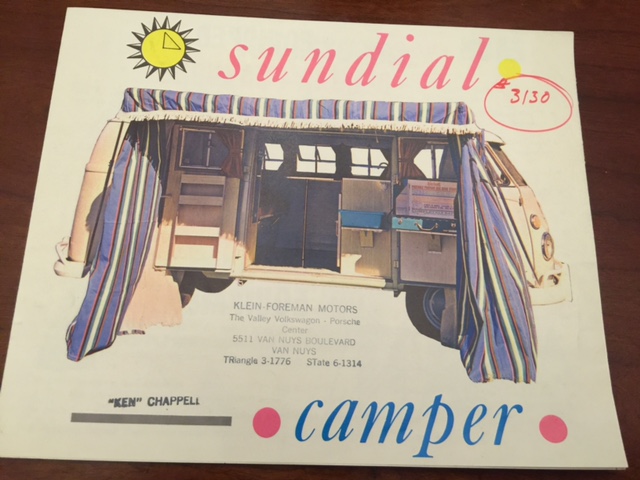 sundial
$3130
KLEIN-FOREMAN MOTORS
The Valley Volkswagon - Porsche
Center
5511 VAN NUYS BOULEVARD
VAN NUYS
TRiangle 3-1776 STate 6-1314
"KEN" CHAPPELL
camper